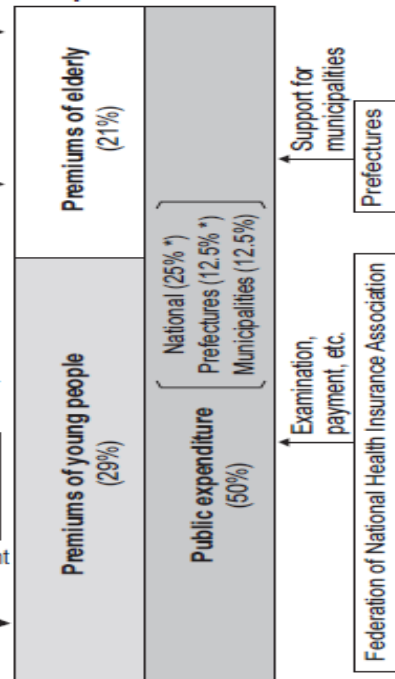 Premiums of young people
(29%)
Premiums of elderly
(21%)
Public expenditure
(50%)
National (25% *)
Prefectures (12.5% *)
Municipalities (12.5%)
Examination,
payment, etc.
Support for
municipalities
Federation of National Health Insurance Association
Prefectures
nt